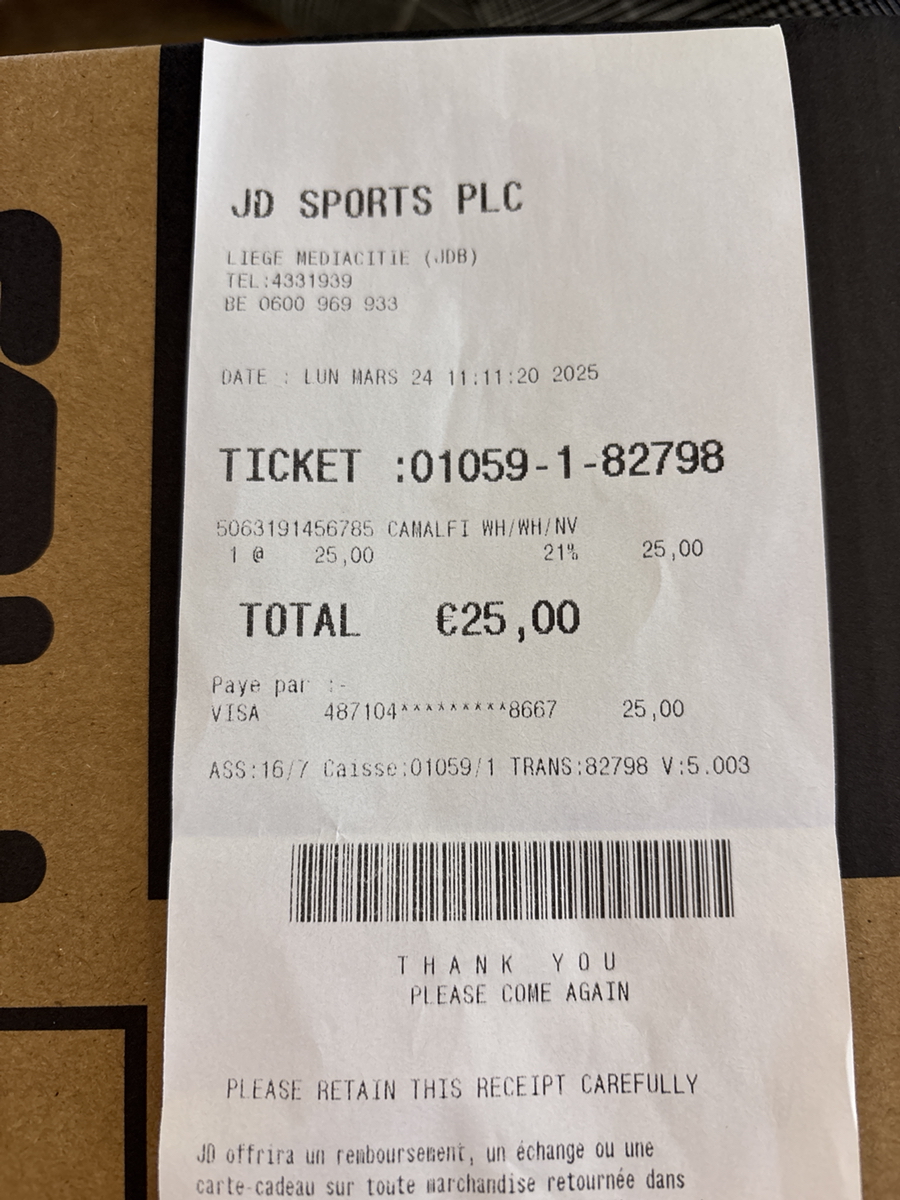 JD SPORTS PLC
LIEGE MEDIACITIE (JDB)
TEL:4331939
BE 0600 969 933
DATE : LUN MARS 24 11:11:20 2025
TICKET :01059-1-82798
5063191456785 CAMALFI WH/WH/NV
1 @ 25,00 21% 25,00
TOTAL €25,00
Paye par :-
VISA 487104*********8667 25,00
ASS:16/7 Caisse:01059/1 TRANS:82798 V:5.003
THANK YOU
PLEASE COME AGAIN
PLEASE RETAIN THIS RECEIPT CAREFULLY
JD offrira un remboursement, un échange ou une
carte-cadeau sur toute marchandise retournée dans